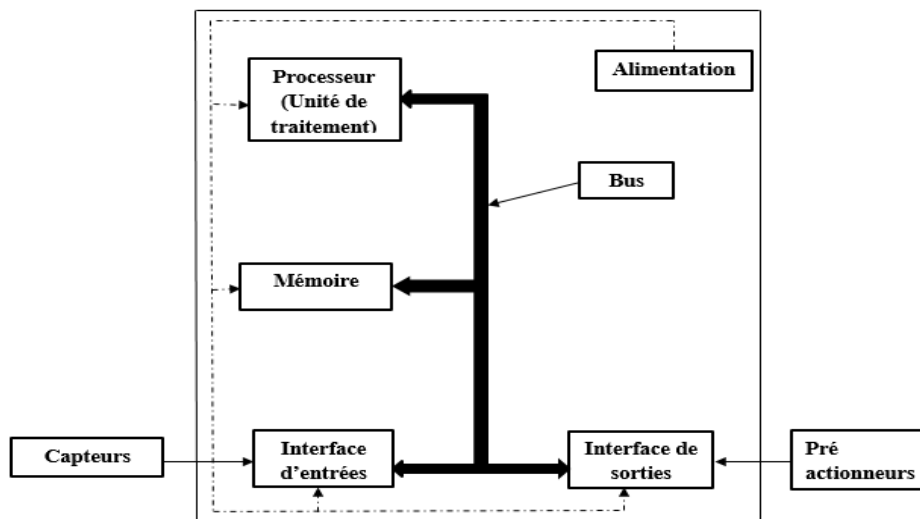 Processeur
(Unité de
traitement)
Alimentation
Bus
Mémoire
Capteurs
Interface
d'entrées
Interface de
sorties
Pré
actionneurs